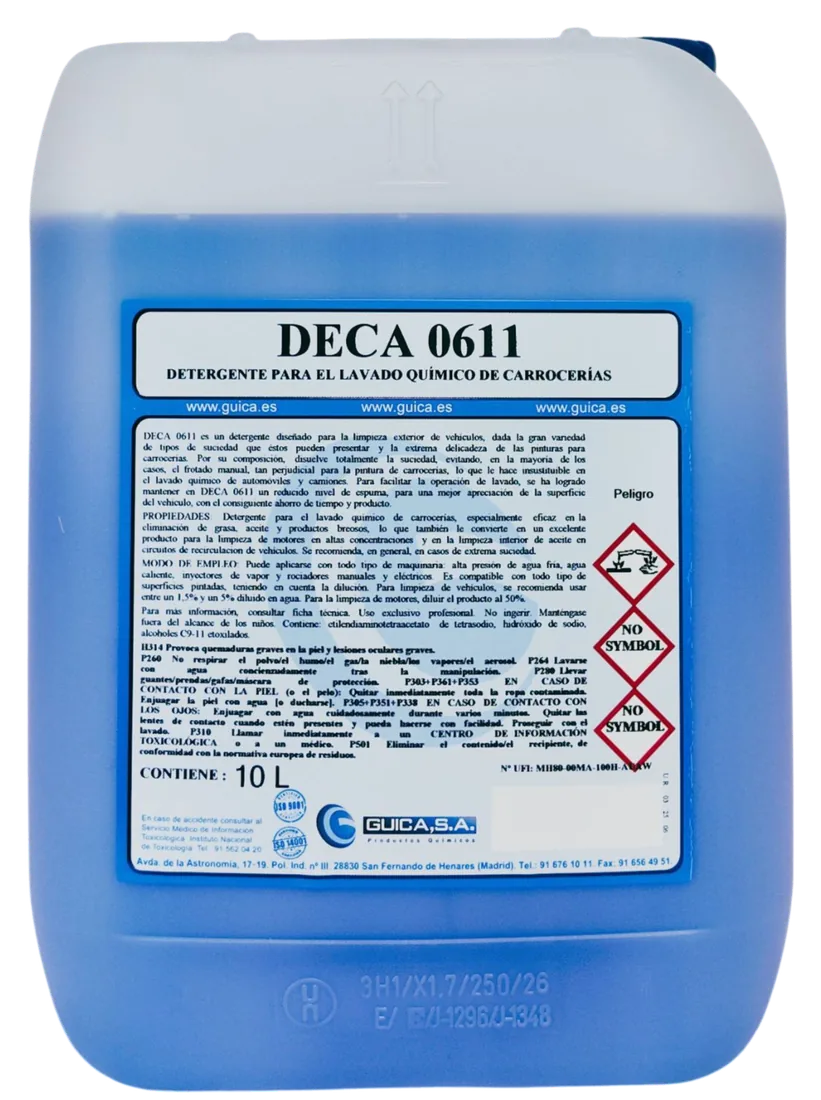 DECA 0611
DETERGENTE PARA EL LAVADO QUÍMICO DE CARROCERÍAS
www.guica.es www.guica.es www.guica.es
DECA 0611 es un detergente diseñado para la limpieza exterior de vehículos, dada la gran variedad
de tipos de suciedad que éstos pueden presentar y la extrema delicadeza de las pinturas para
carrocerías. Por su composición, disuelve totalmente la suciedad, evitando, en la mayoría de los
casos, el frotado manual, tan perjudicial para la pintura de carrocerías, lo que le hace insustituible en
el lavado químico de automóviles y camiones. Para facilitar la operación de lavado, se ha logrado
mantener en DECA 0611 un reducido nivel de espuma, para una mejor apreciación de la superficie
del vehículo, con el consiguiente ahorro de tiempo y producto.
PROPIEDADES: Detergente para el lavado químico de carrocerías, especialmente eficaz en la
eliminación de grasa, aceite y productos breosos, lo que también le convierte en un excelente
producto para la limpieza de motores en altas concentraciones y en la limpieza interior de aceite en
circuitos de recirculación de vehículos. Se recomienda, en general, en casos de extrema suciedad.
MODO DE EMPLEO: Puede aplicarse con todo tipo de maquinaria: alta presión de agua fría, agua
caliente, inyectores de vapor y rociadores manuales y eléctricos. Es compatible con todo tipo de
superficies pintadas, teniendo en cuenta la dilución. Para limpieza de vehículos, se recomienda usar
entre un 1,5% y un 5% diluido en agua. Para la limpieza de motores, diluir el producto al 50%.
Para más información, consultar ficha técnica. Uso exclusivo profesional. No ingerir. Manténgase
fuera del alcance de los niños. Contiene: etilendiaminotetraacetato de tetrasodio, hidróxido de sodio,
alcoholes C9-11 etoxilados.
H314 Provoca quemaduras graves en la piel y lesiones oculares graves.
P260 No respirar el polvo/el humo/el gas/la niebla/los vapores/el aerosol. P264 Lavarse
con agua concienzudamente tras la manipulación. P280 Llevar
guantes/prendas/gafas/máscara de protección. P303+P361+P353 EN CASO DE
CONTACTO CON LA PIEL (o el pelo): Quitar inmediatamente toda la ropa contaminada.
Enjuagar la piel con agua [o ducharse]. P305+P351+P338 EN CASO DE CONTACTO CON
LOS OJOS: Enjuagar con agua cuidadosamente durante varios minutos. Quitar las
lentes de contacto cuando estén presentes y pueda hacerse con facilidad. Proseguir con el
lavado. P310 Llamar inmediatamente a un CENTRO DE INFORMACIÓN
TOXICOLÓGICA o a un médico. P501 Eliminar el contenido/el recipiente, de
conformidad con la normativa europea de residuos.
Peligro
NO
SYMBOL
NO
SYMBOL
CONTIENE : 10 L
Nº UFI: MH80-00MA-100H-
En caso de accidente consultar al
Servicio Médico de Información
Toxicológica Instituto Nacional
de Toxicología Tel. 91 562 04 20
ISO 9001
ISO 14001
GUICA,S.A.
Productos Químicos
Avda. de la Astronomía, 17-19. Pol. Ind. nº III. 28830 San Fernando de Henares (Madrid). Tel.: 91 676 10 11. Fax: 91 656 49 51.
3H1/X1.7/250/26
E/ /J-1296/J-1348